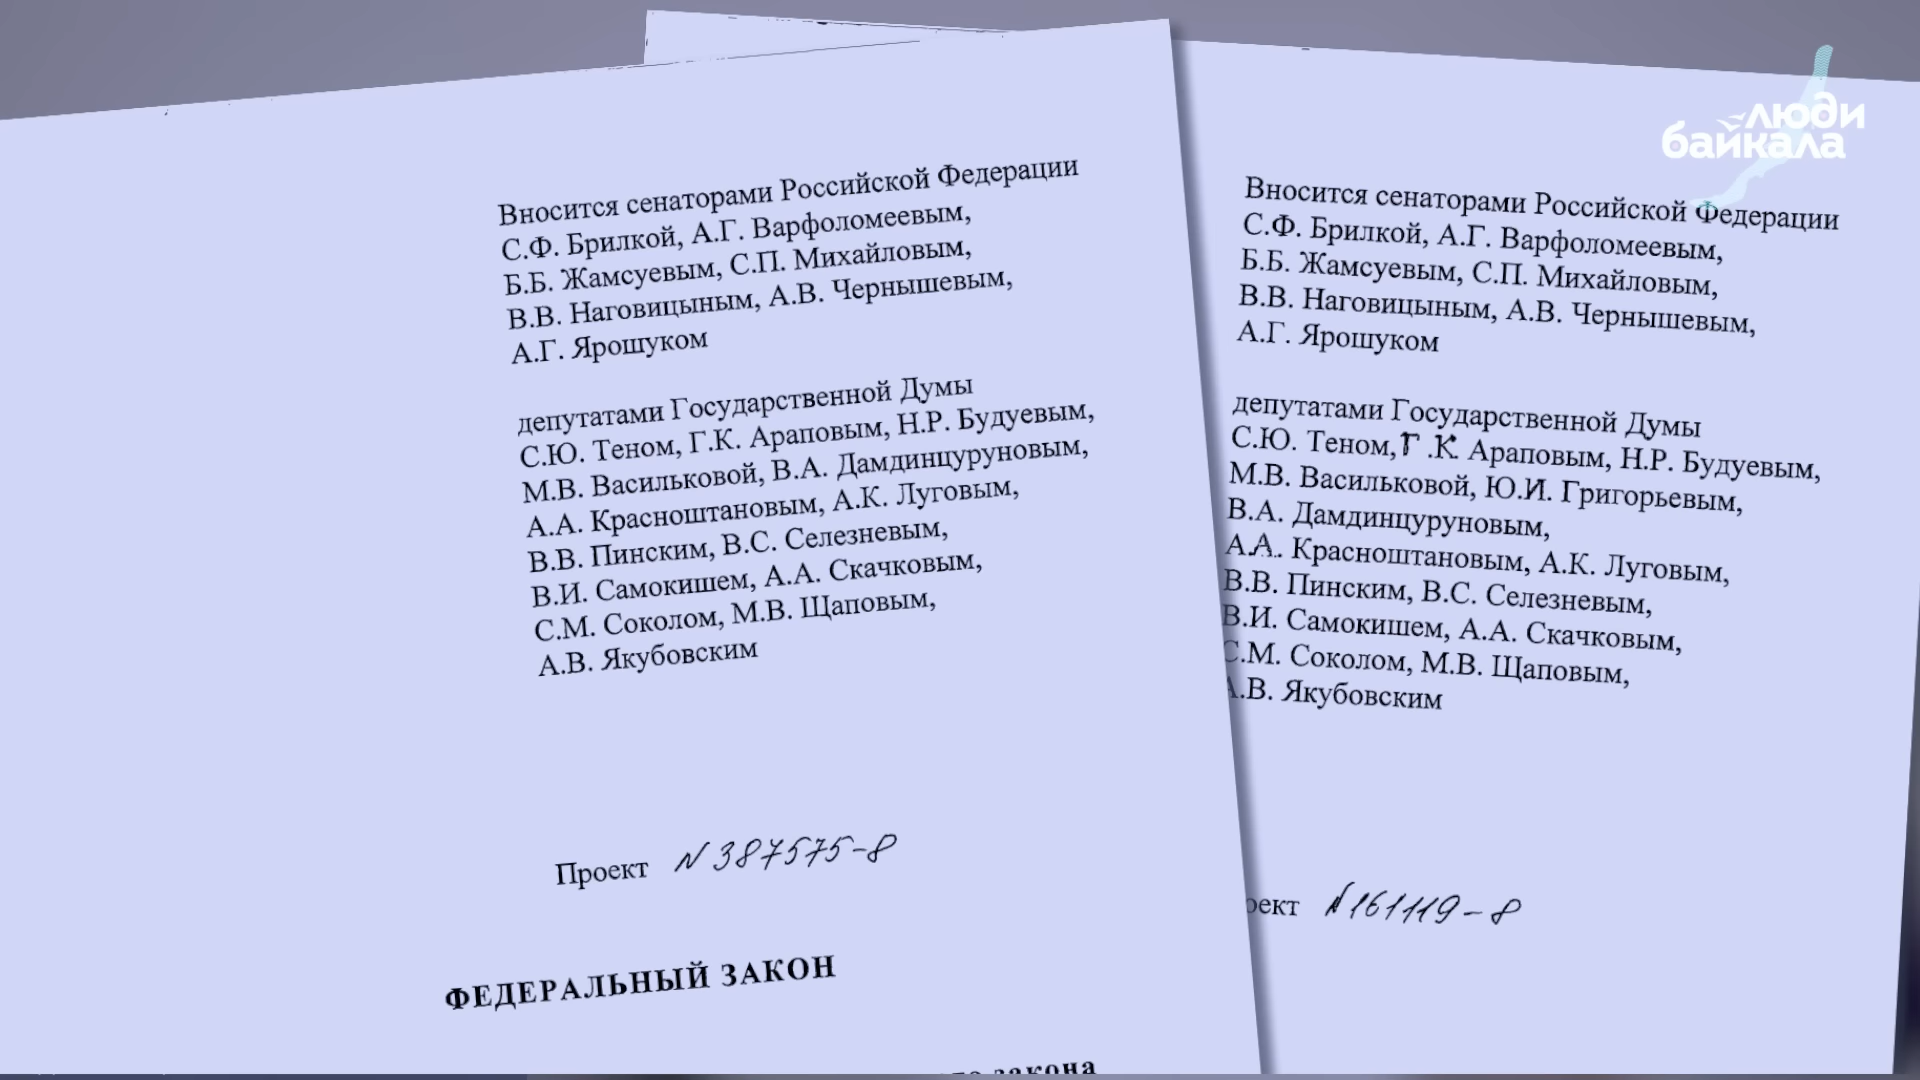 люди
байкала
Вносится сенаторами Российской Федерации
С.Ф. Брилкой, А.Г. Варфоломеевым,
Б.Б. Жамсуевым, С.П. Михайловым,
В.В. Наговицыным, А.В. Чернышевым,
А.Г. Ярошуком
депутатами Государственной Думы
С.Ю. Теном, Г.К. Араповым, Н.Р. Будуевым,
М.В. Васильковой, В.А. Дамдинцуруновым,
А.А. Красноштановым, А.К. Луговым,
В.В. Пинским, В.С. Селезневым,
В.И. Самокишем, А.А. Скачковым,
С.М. Соколом, М.В. Щаповым,
А.В. Якубовским
Проект N 387575-8
ФЕДЕРАЛЬНЫЙ ЗАКОН
закона
Вносится сенаторами Российской Федерации
С.Ф. Брилкой, А.Г. Варфоломеевым,
Б.Б. Жамсуевым, С.П. Михайловым,
В.В. Наговицыным, А.В. Чернышевым,
А.Г. Ярошуком
депутатами Государственной Думы
С.Ю. Теном, Г.К. Араповым, Н.Р. Будуевым,
М.В. Васильковой, Ю.И. Григорьевым,
В.А. Дамдинцуруновым,
А.А. Красноштановым, А.К. Луговым,
В.В. Пинским, В.С. Селезневым,
В.И. Самокишем, А.А. Скачковым,
С.М. Соколом, М.В. Щаповым,
А.В. Якубовским
оект N 161119-8